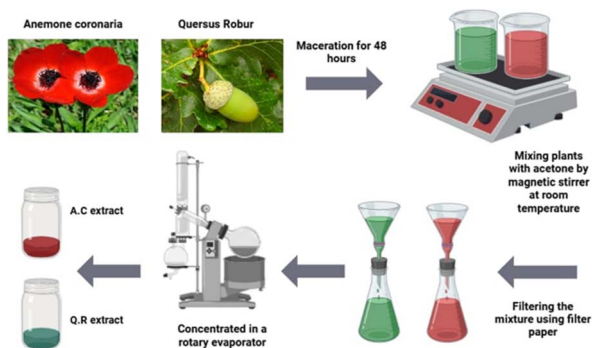 Anemone coronaria
Quersus Robur
Maceration for 48
hours
Mixing plants
with acetone by
magnetic stirrer
at room
temperature
Filtering the
mixture using filter
paper
Concentrated in a
rotary evaporator
A.C extract
Q.R extract